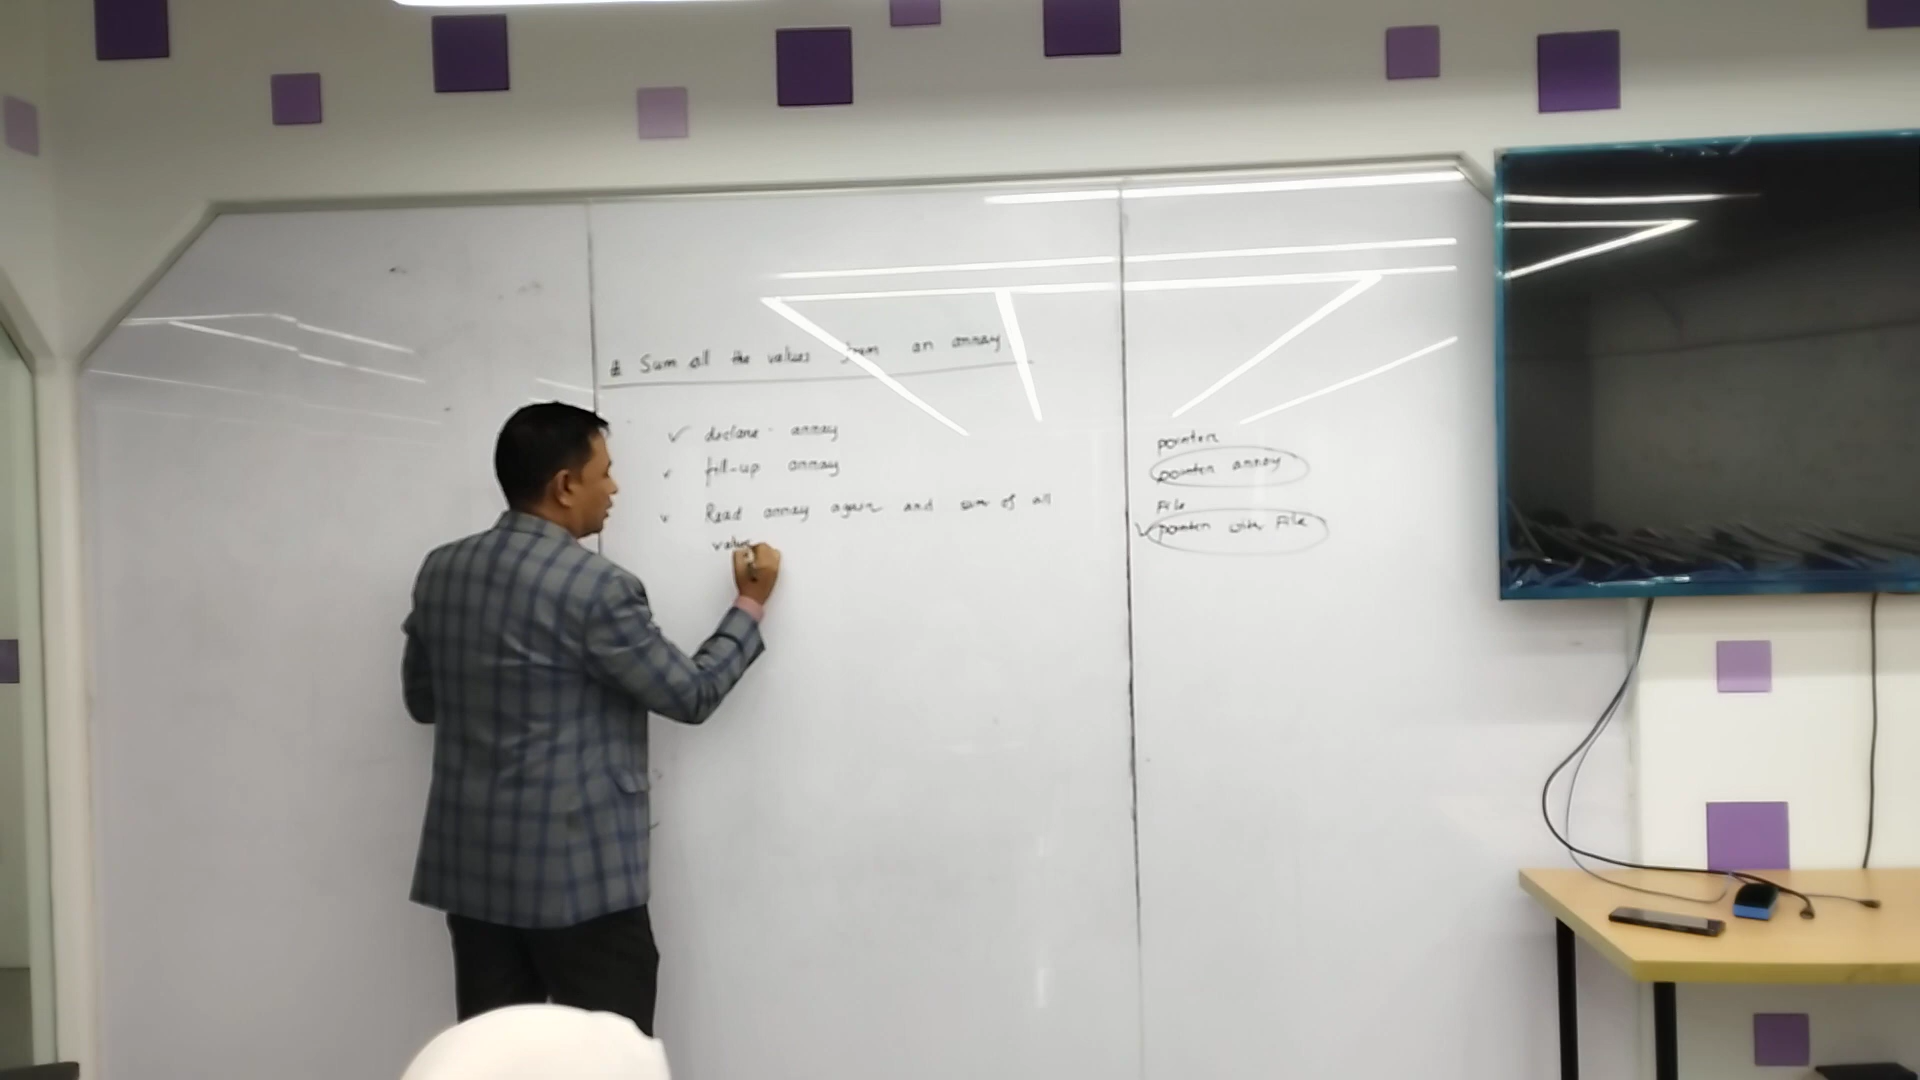 # Sum all the values from an array
✓ declare array
✓ fill-up array
✓ Read array again and sum of all
value
pointer
pointer array
File
✓ pointer with File